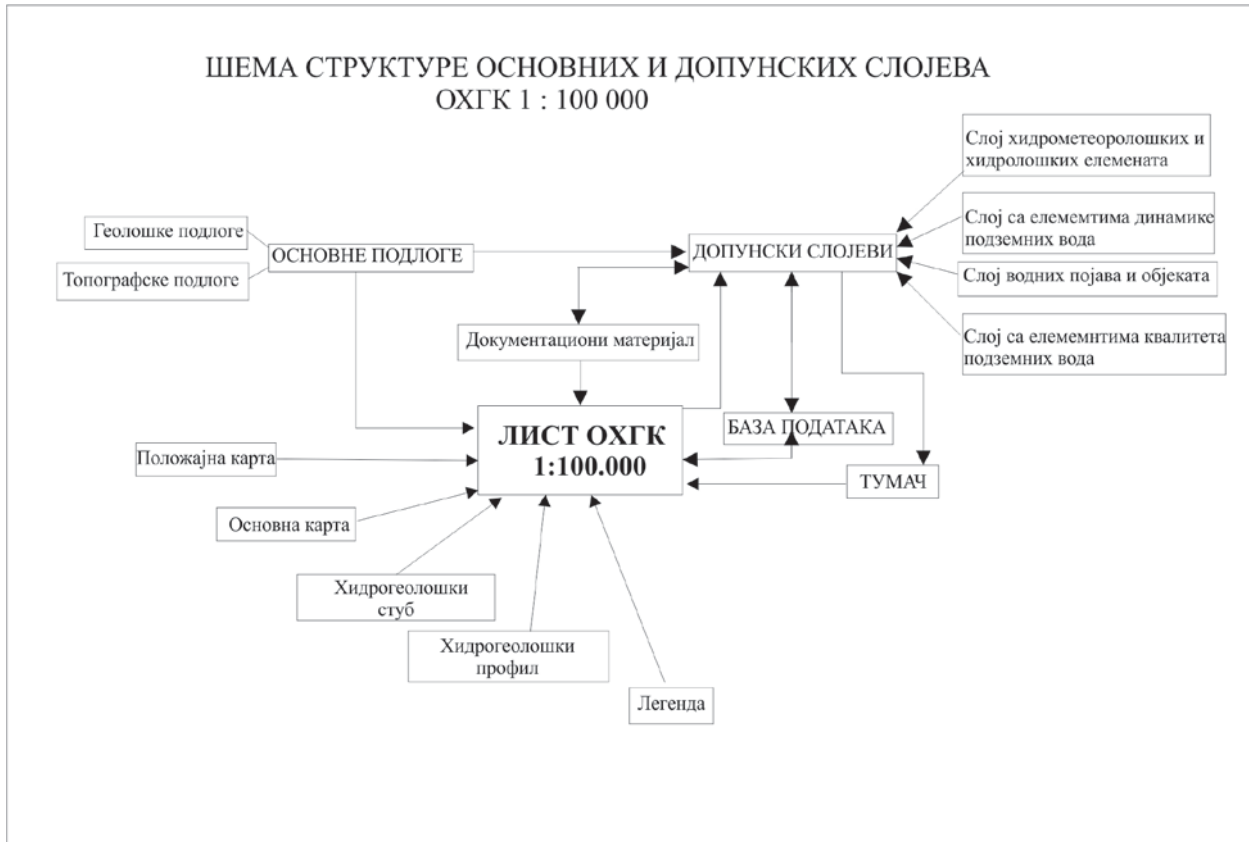 ШЕМА СТРУКТУРЕ ОСНОВНИХ И ДОПУНСКИХ СЛОЈЕВА
ОХГК 1 : 100 000
Слој хидрометеоролошких и
хидролошких елемената
Геолошке подлоге
Слој са елемемтима динамике
подземних вода
ОСНОВНЕ ПОДЛОГЕ
ДОПУНСКИ СЛОЈЕВИ
Топографске подлоге
Слој водних појава и објеката
Слој са елемемнтима квалитета
подземних вода
Документациони материјал
ЛИСТ ОХГК
1:100.000
БАЗА ПОДАТАКА
Положајна карта
ТУМАЧ
Основна карта
Хидрогеолошки
стуб
Хидрогеолошки
профил
Легенда